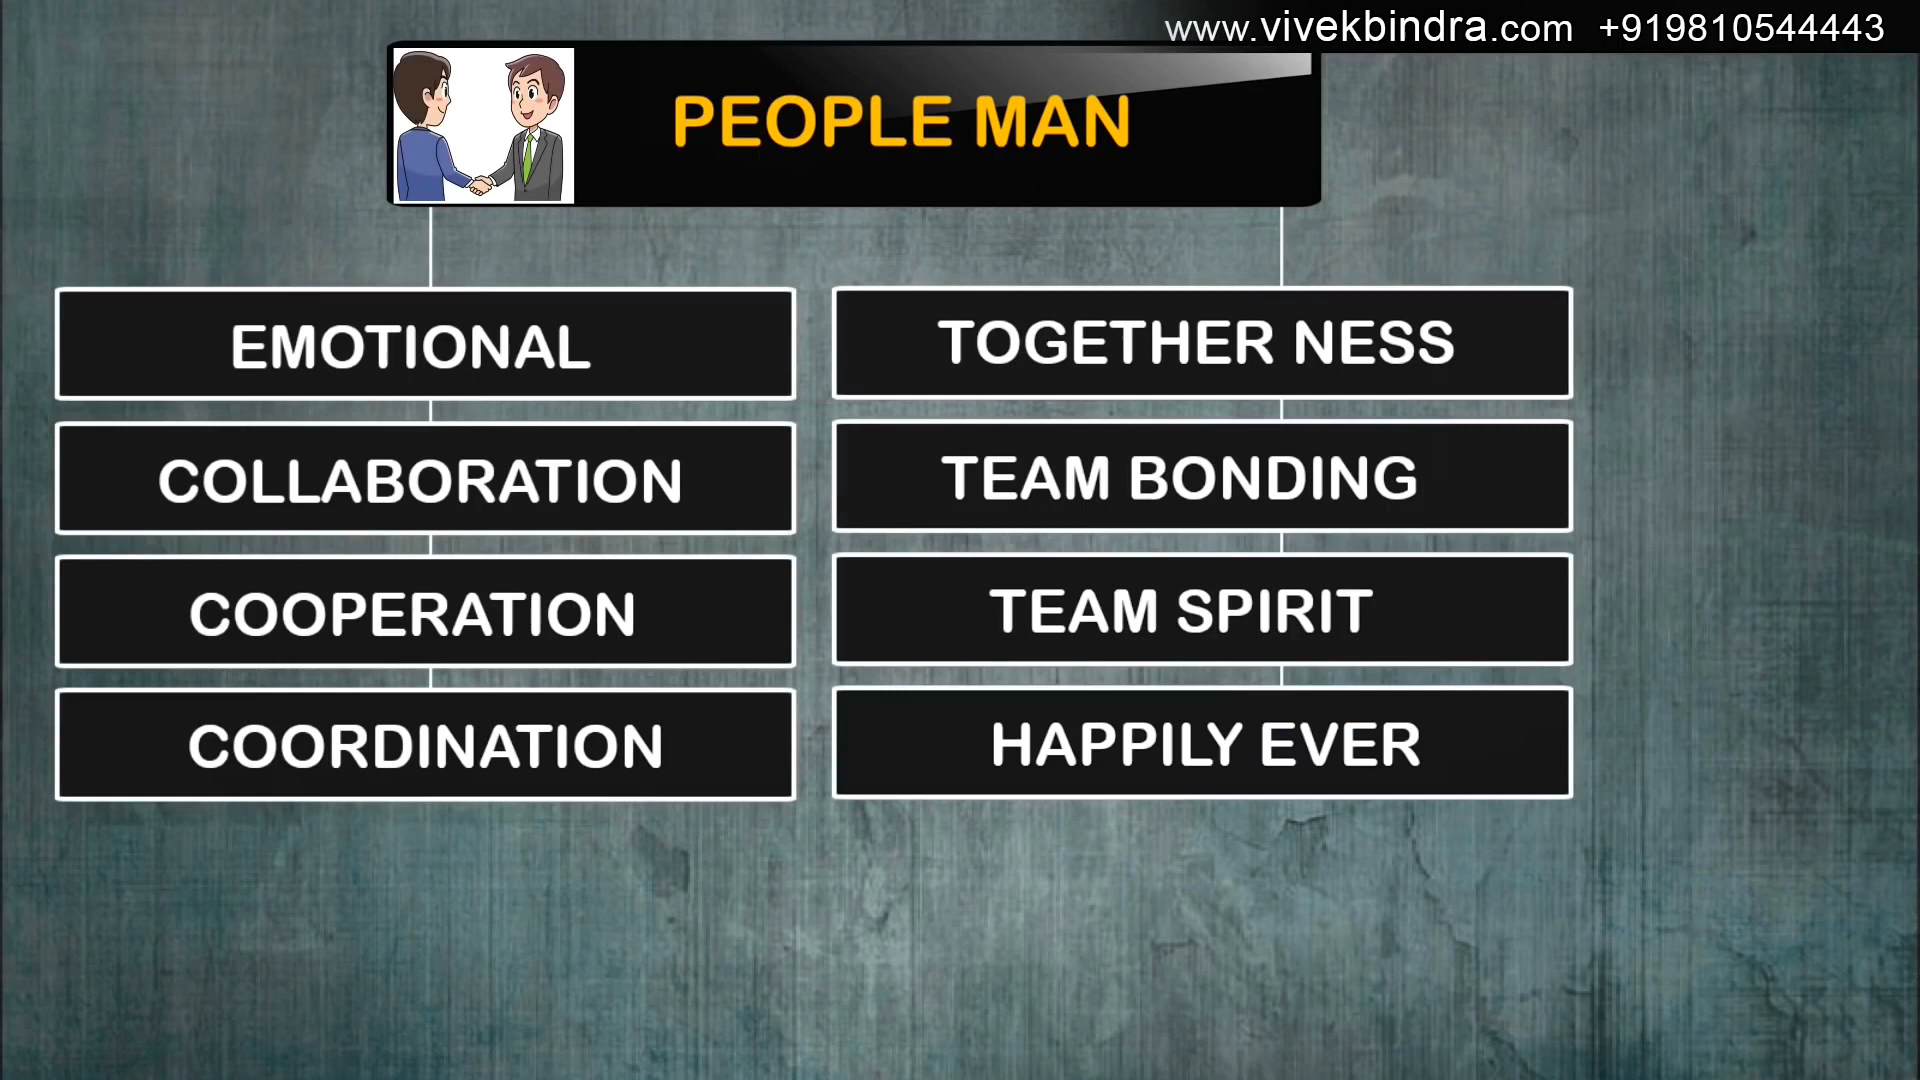 www.vivekbindra.com +919810544443
PEOPLE MAN
EMOTIONAL
COLLABORATION
COOPERATION
COORDINATION
TOGETHER NESS
TEAM BONDING
TEAM SPIRIT
HAPPILY EVER